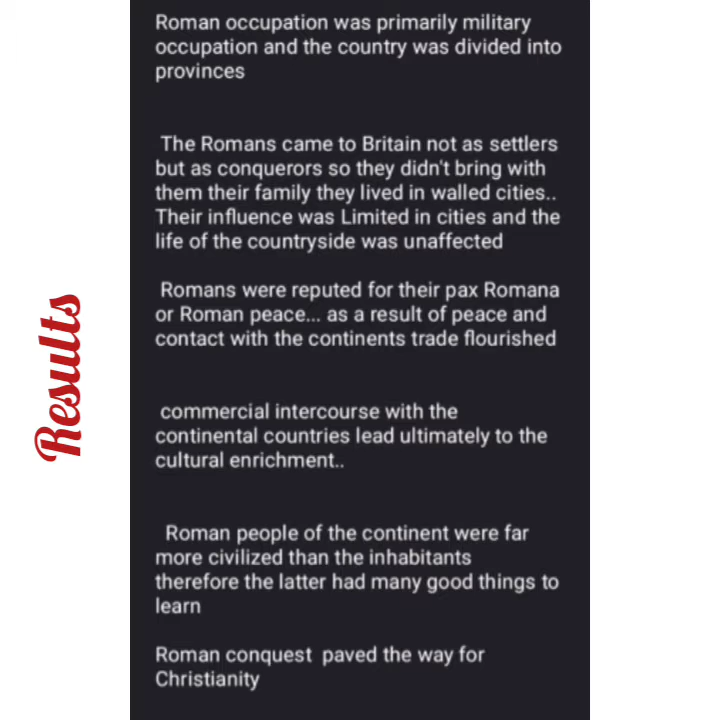 Results
Roman occupation was primarily military
occupation and the country was divided into
provinces
The Romans came to Britain not as settlers
but as conquerors so they didn't bring with
them their family they lived in walled cities..
Their influence was Limited in cities and the
life of the countryside was unaffected
Romans were reputed for their pax Romana
or Roman peace... as a result of peace and
contact with the continents trade flourished
commercial intercourse with the
continental countries lead ultimately to the
cultural enrichment..
Roman people of the continent were far
more civilized than the inhabitants
therefore the latter had many good things to
learn
Roman conquest paved the way for
Christianity